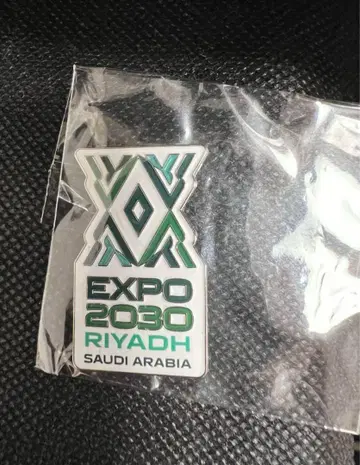 EXPO
2030
RIYADH
SAUDI ARABIA